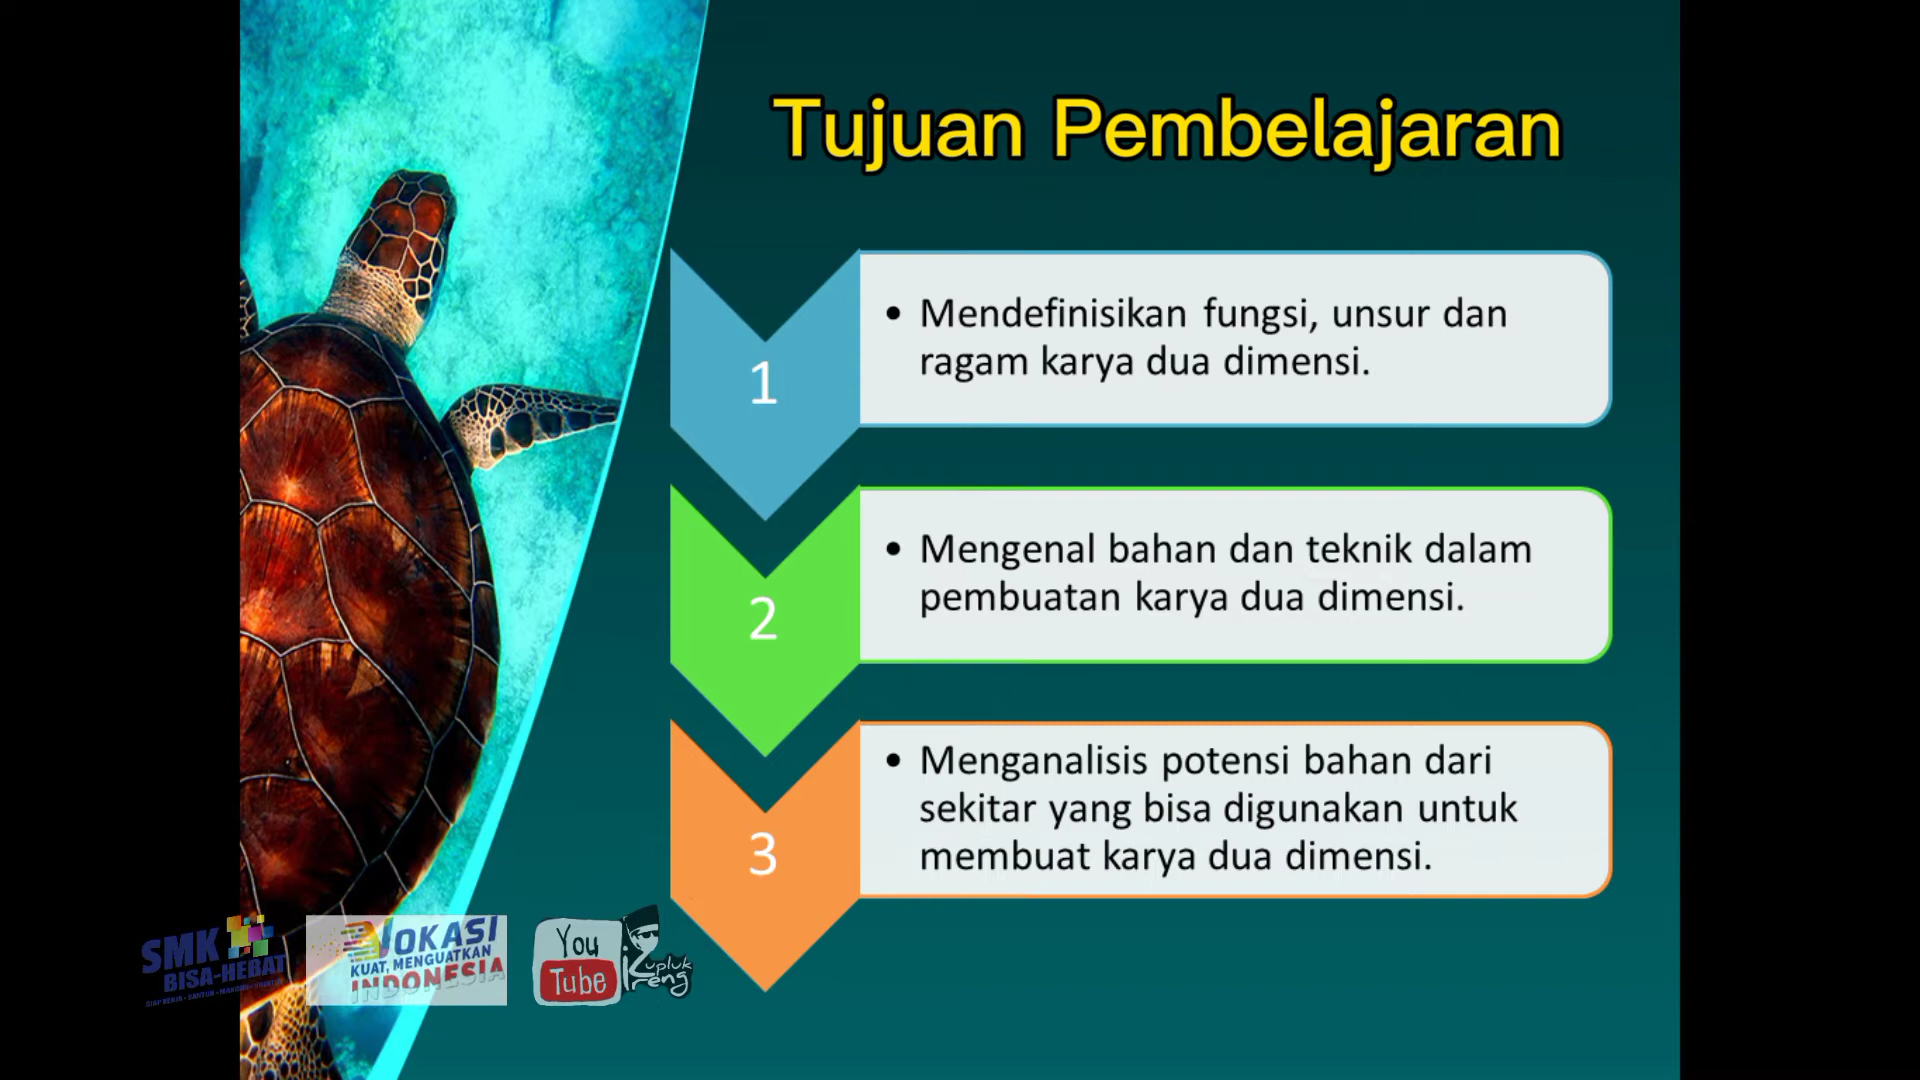 Tujuan Pembelajaran
1
• Mendefinisikan fungsi, unsur dan
ragam karya dua dimensi.
2
• Mengenal bahan dan teknik dalam
pembuatan karya dua dimensi.
3
• Menganalisis potensi bahan dari
sekitar yang bisa digunakan untuk
membuat karya dua dimensi.
SMK
BISA-HEBAT
VOKASI
KUAT, MENGUATKAN
INDONESIA
You
Tube
Kupluk
ireng